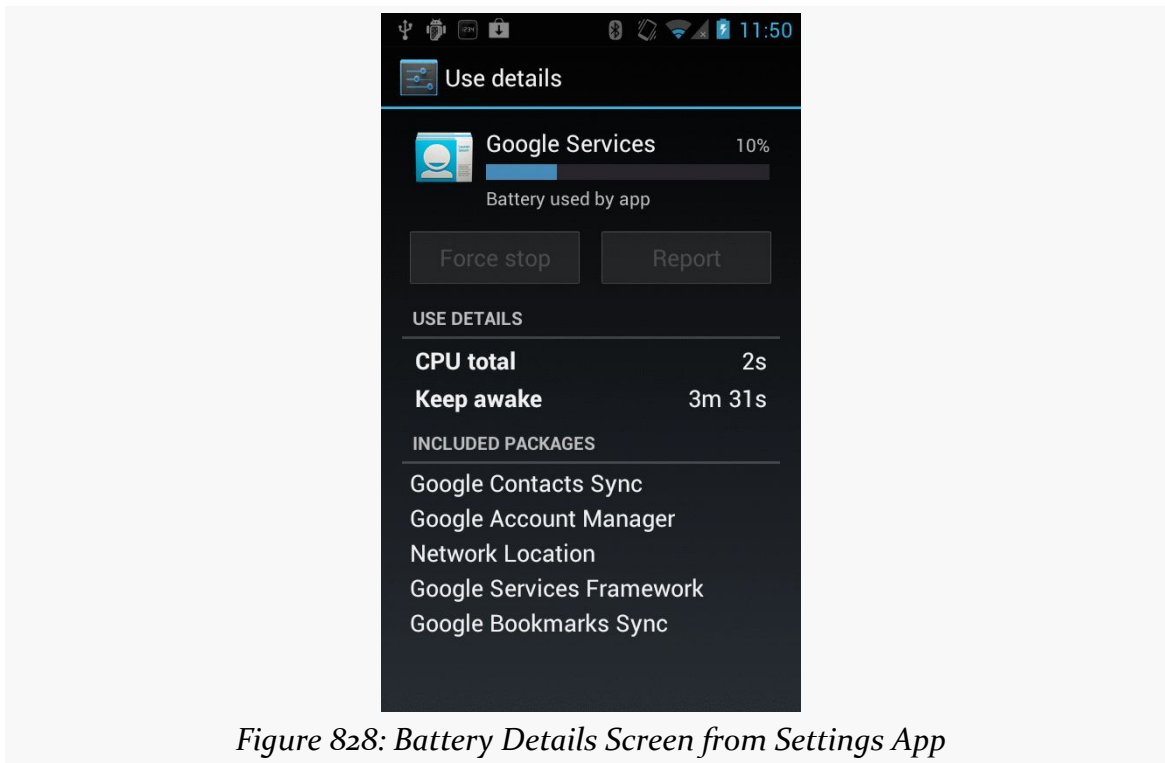 11:50
Use details
Google Services 10%
Battery used by app
Force stop Report
USE DETAILS
CPU total 2s
Keep awake 3m 31s
INCLUDED PACKAGES
Google Contacts Sync
Google Account Manager
Network Location
Google Services Framework
Google Bookmarks Sync
Figure 828: Battery Details Screen from Settings App